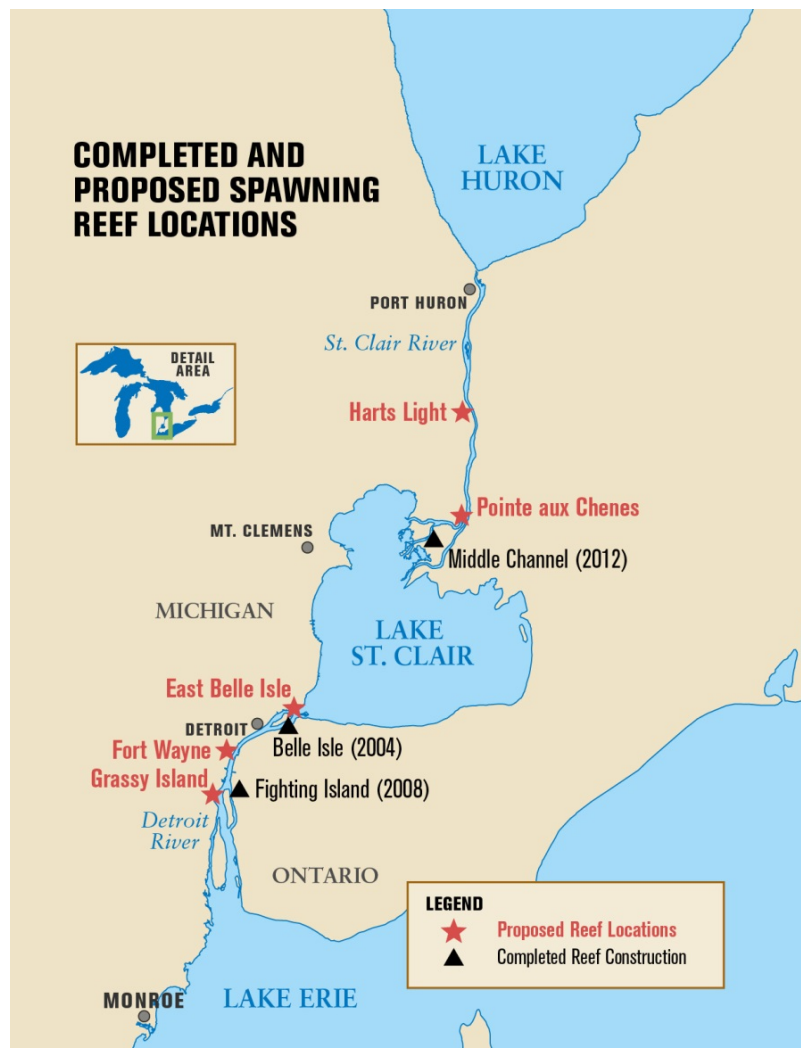 COMPLETED AND
PROPOSED SPAWNING
REEF LOCATIONS
LAKE
HURON
PORT HURON
St. Clair River
DETAIL
AREA
Harts Light
Pointe aux Chenes
MT. CLEMENS
Middle Channel (2012)
MICHIGAN
LAKE
ST. CLAIR
East Belle Isle
DETROIT
Belle Isle (2004)
Fort Wayne
Grassy Island
Fighting Island (2008)
Detroit
River
ONTARIO
LEGEND
Proposed Reef Locations
Completed Reef Construction
MONROE
LAKE ERIE